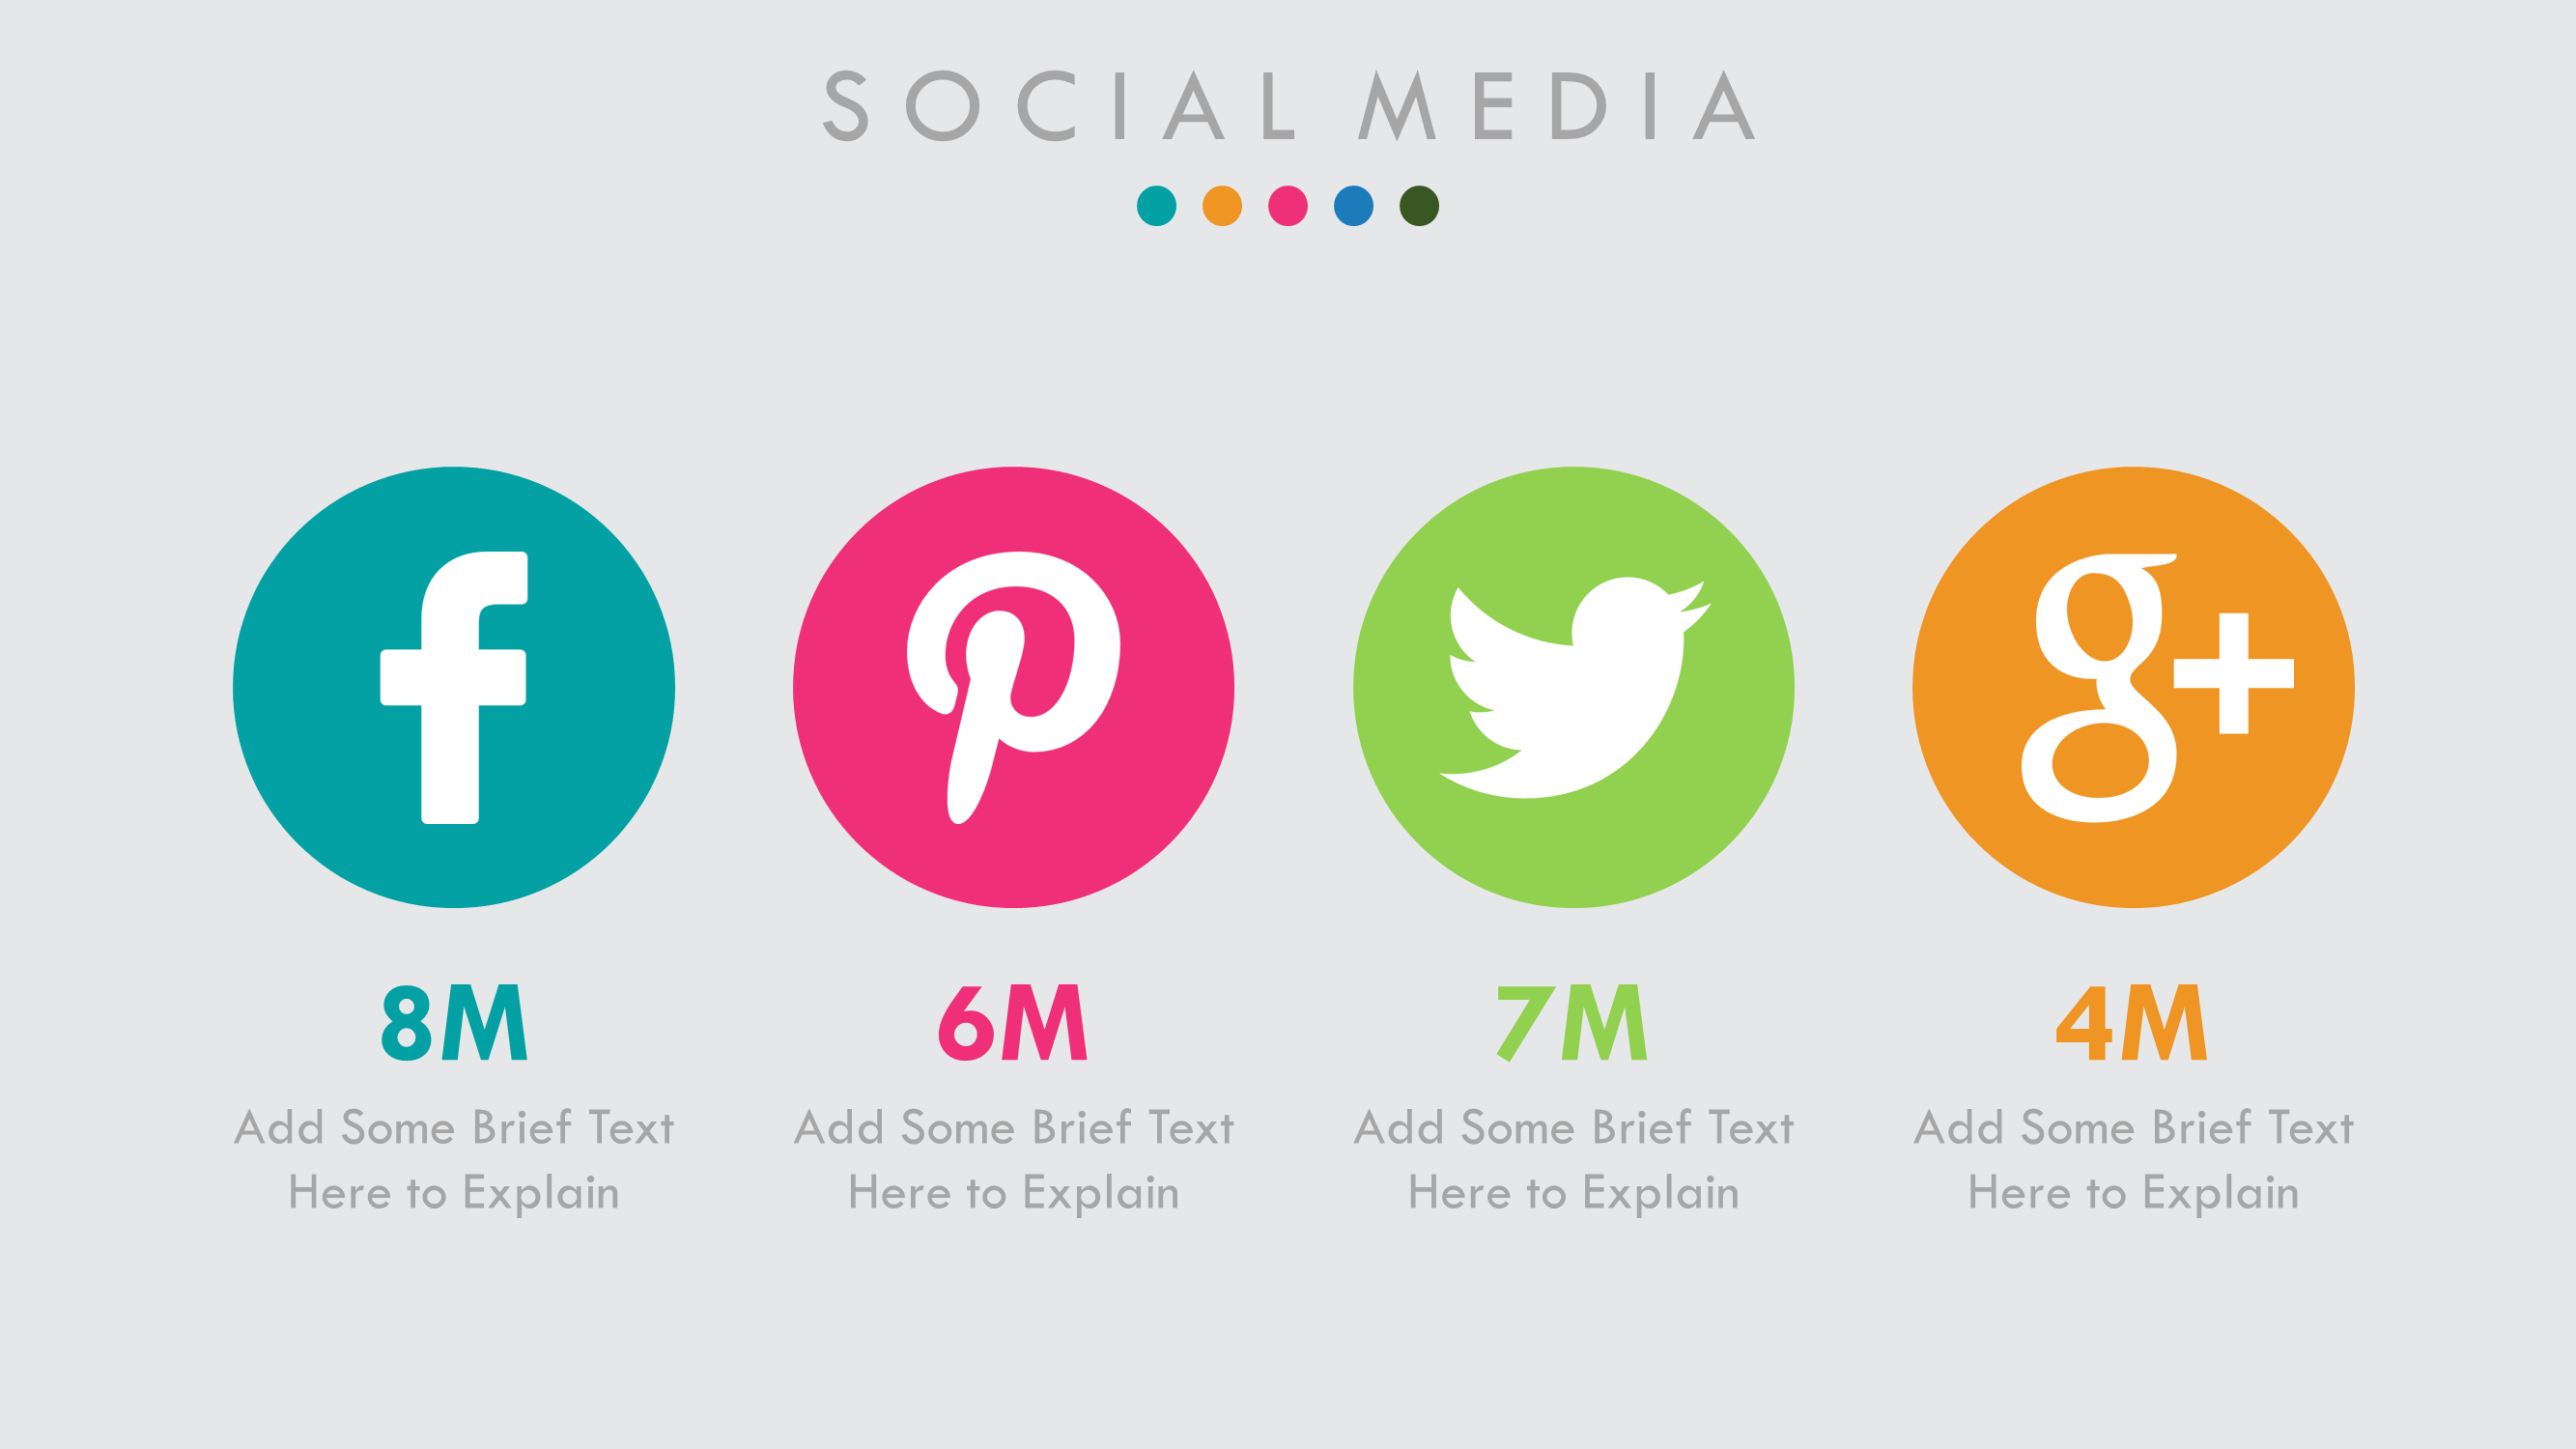 SOCIAL MEDIA
8M
Add Some Brief Text
Here to Explain
6M
Add Some Brief Text
Here to Explain
7M
Add Some Brief Text
Here to Explain
g+
4M
Add Some Brief Text
Here to Explain